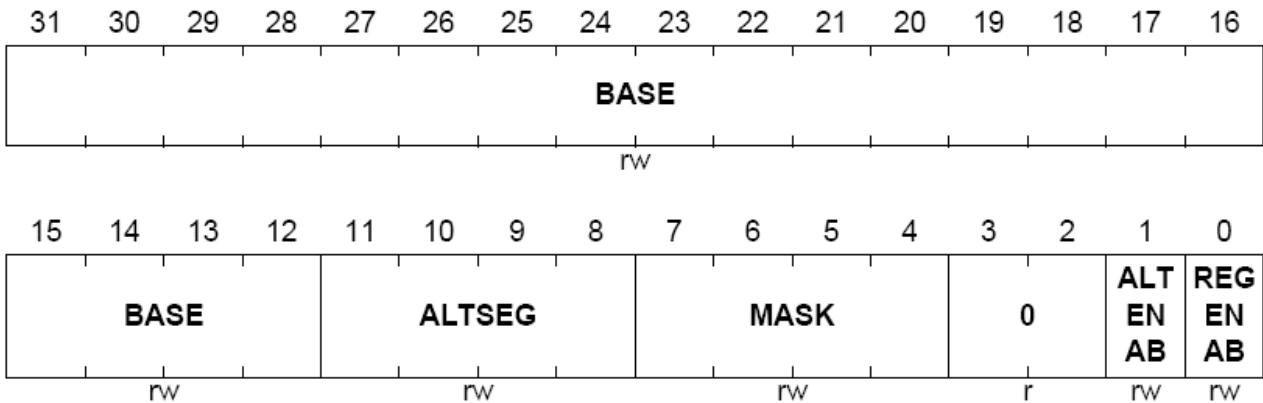 31 30 29 28 27 26 25 24 23 22 21 20 19 18 17 16
BASE
rw
15 14 13 12 11 10 9 8 7 6 5 4 3 2 1 0
BASE ALTSEG MASK 0 ALT EN AB REG EN AB
rw rw rw r rw rw